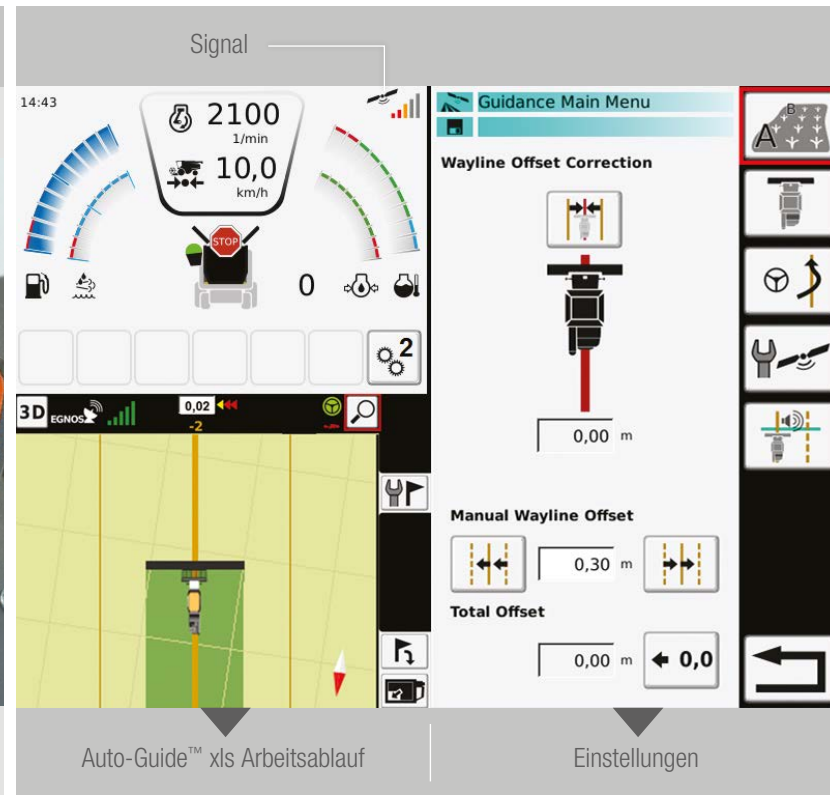 Signal
14:43
2100
1/min
10,0
km/h
STOP
0
2
3D EGNOS
0,02
-2
Guidance Main Menu
Wayline Offset Correction
0,00 m
Manual Wayline Offset
0,30 m
Total Offset
0,00 m
0,0
A B
Auto-Guide™ xls Arbeitsablauf
Einstellungen